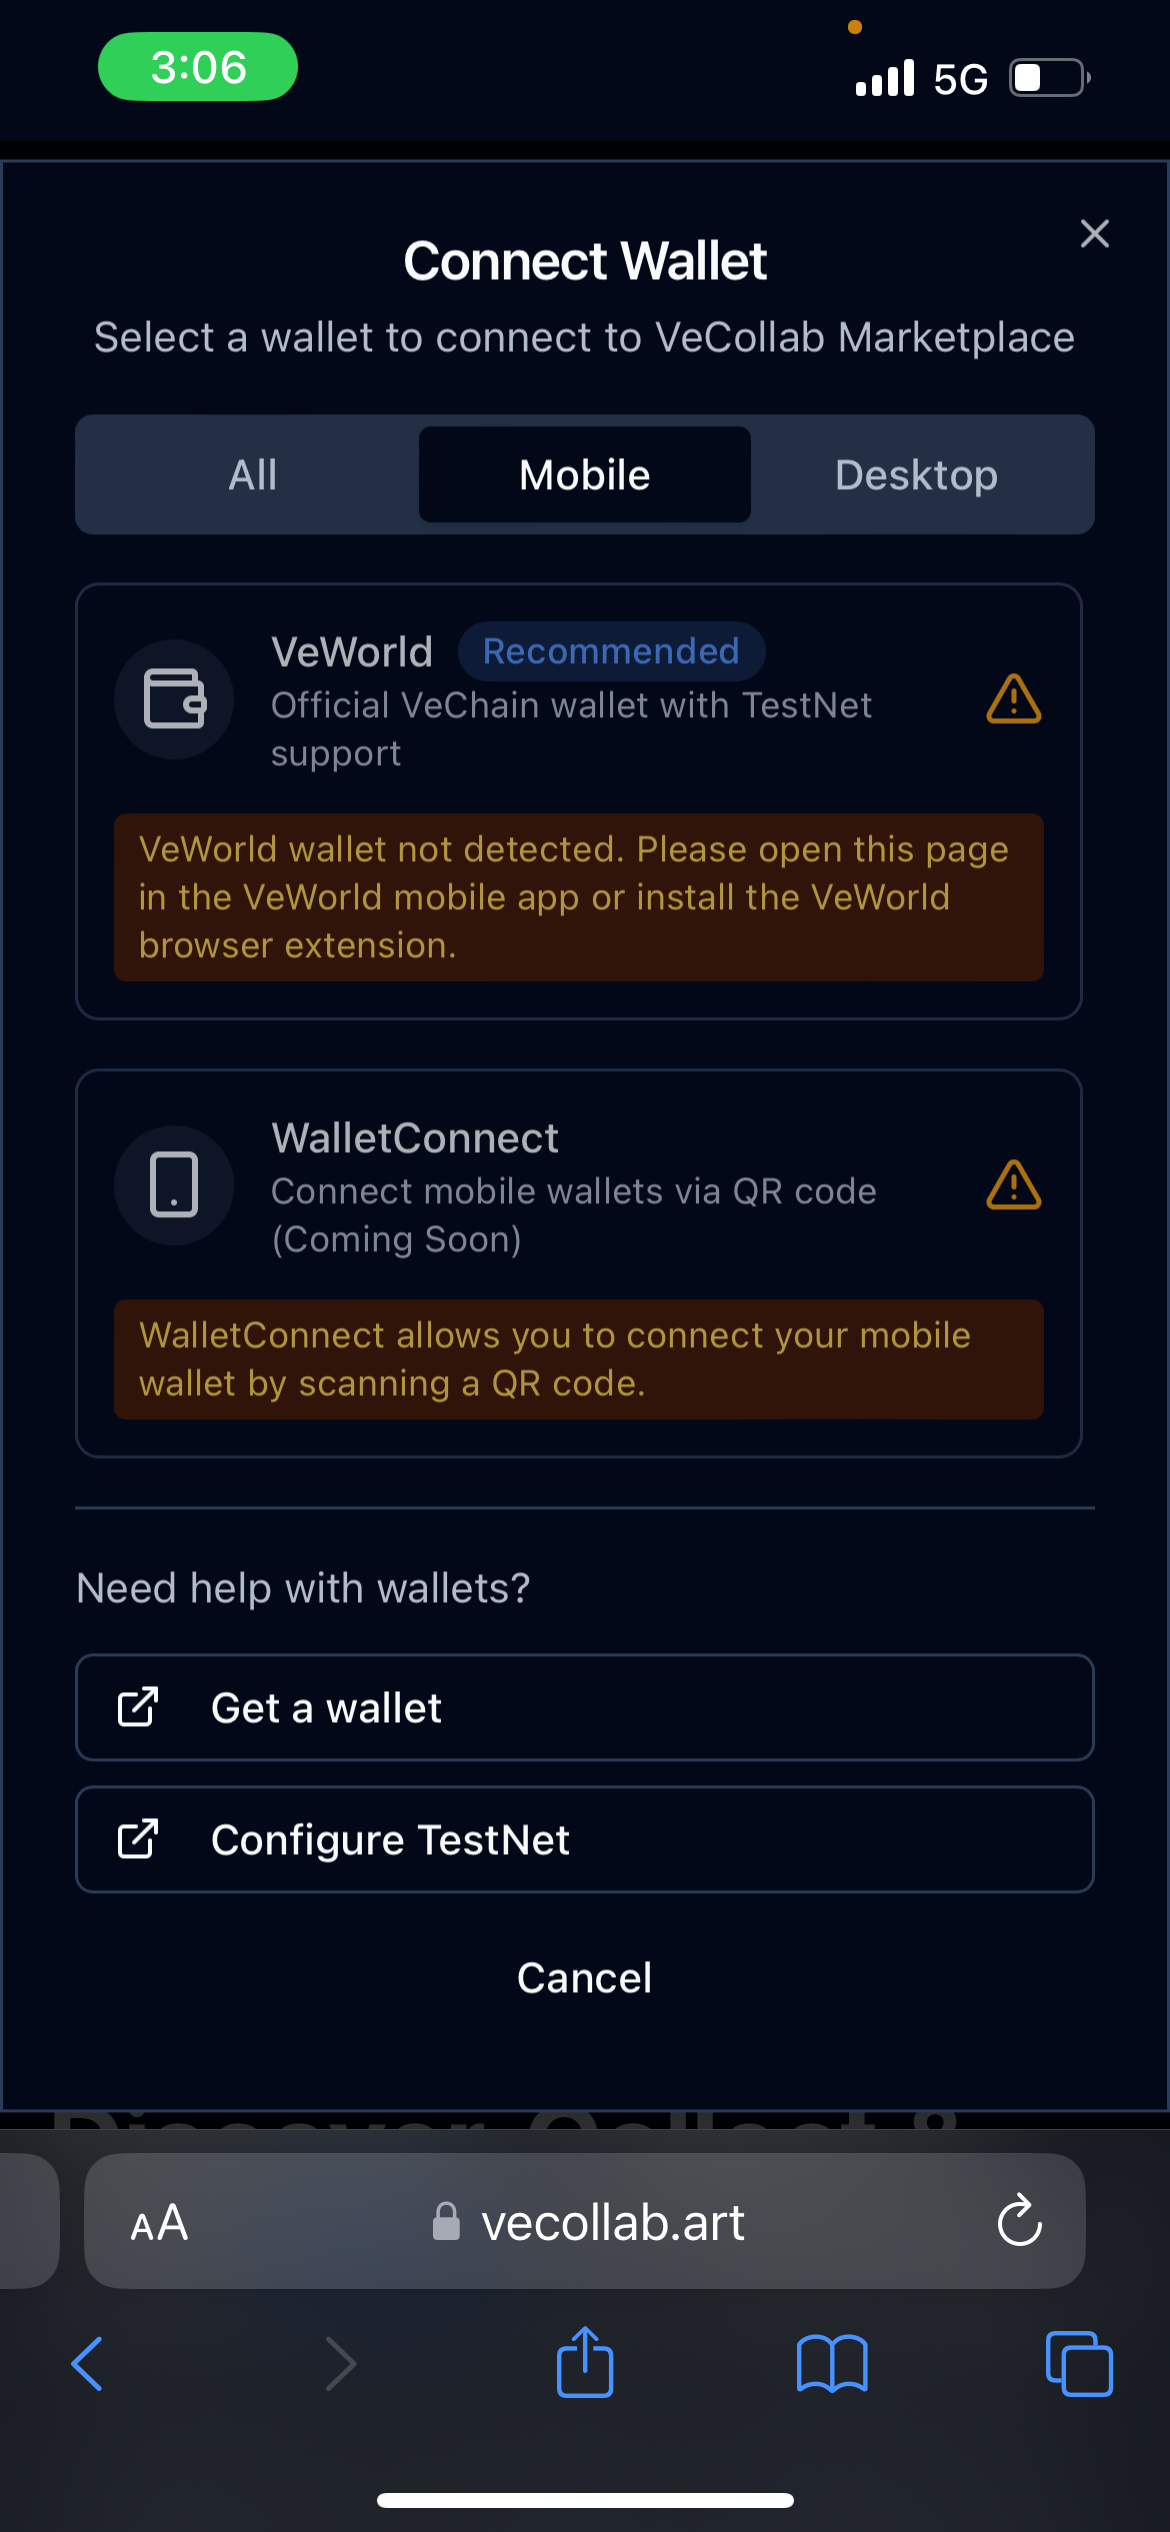 3:06
5G
Connect Wallet
Select a wallet to connect to VeCollab Marketplace
All
Mobile
Desktop
VeWorld
Recommended
Official VeChain wallet with TestNet
support
VeWorld wallet not detected. Please open this page
in the VeWorld mobile app or install the VeWorld
browser extension.
WalletConnect
Connect mobile wallets via QR code
(Coming Soon)
WalletConnect allows you to connect your mobile
wallet by scanning a QR code.
Need help with wallets?
Get a wallet
Configure TestNet
Cancel
Discover, Collect &
AA
vecollab.art